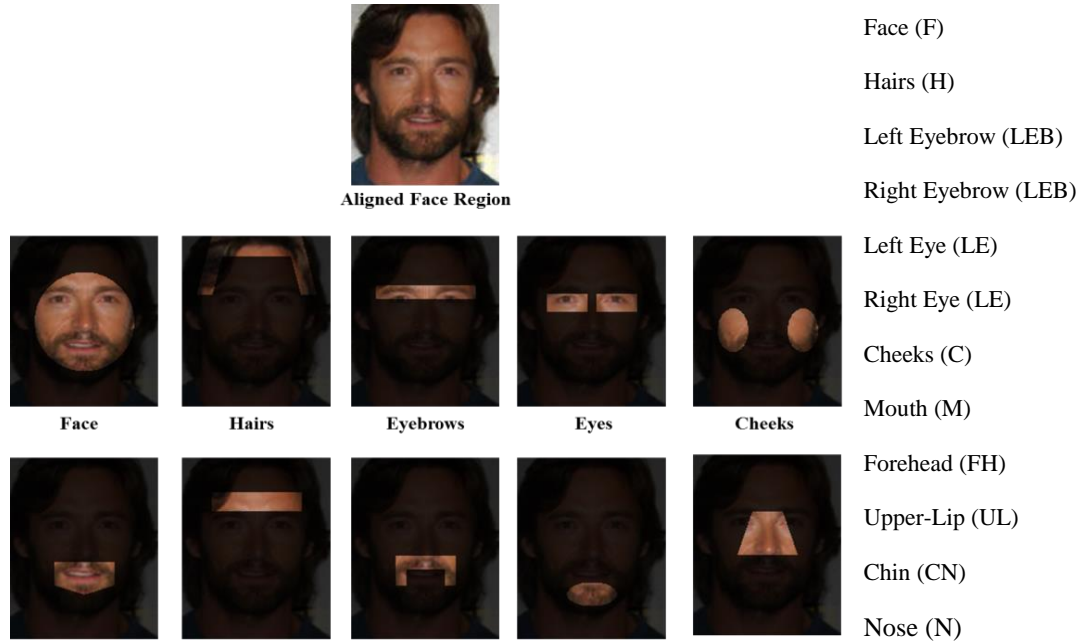 Aligned Face Region
Face
Hairs
Eyebrows
Eyes
Cheeks
Face (F)
Hairs (H)
Left Eyebrow (LEB)
Right Eyebrow (LEB)
Left Eye (LE)
Right Eye (LE)
Cheeks (C)
Mouth (M)
Forehead (FH)
Upper-Lip (UL)
Chin (CN)
Nose (N)